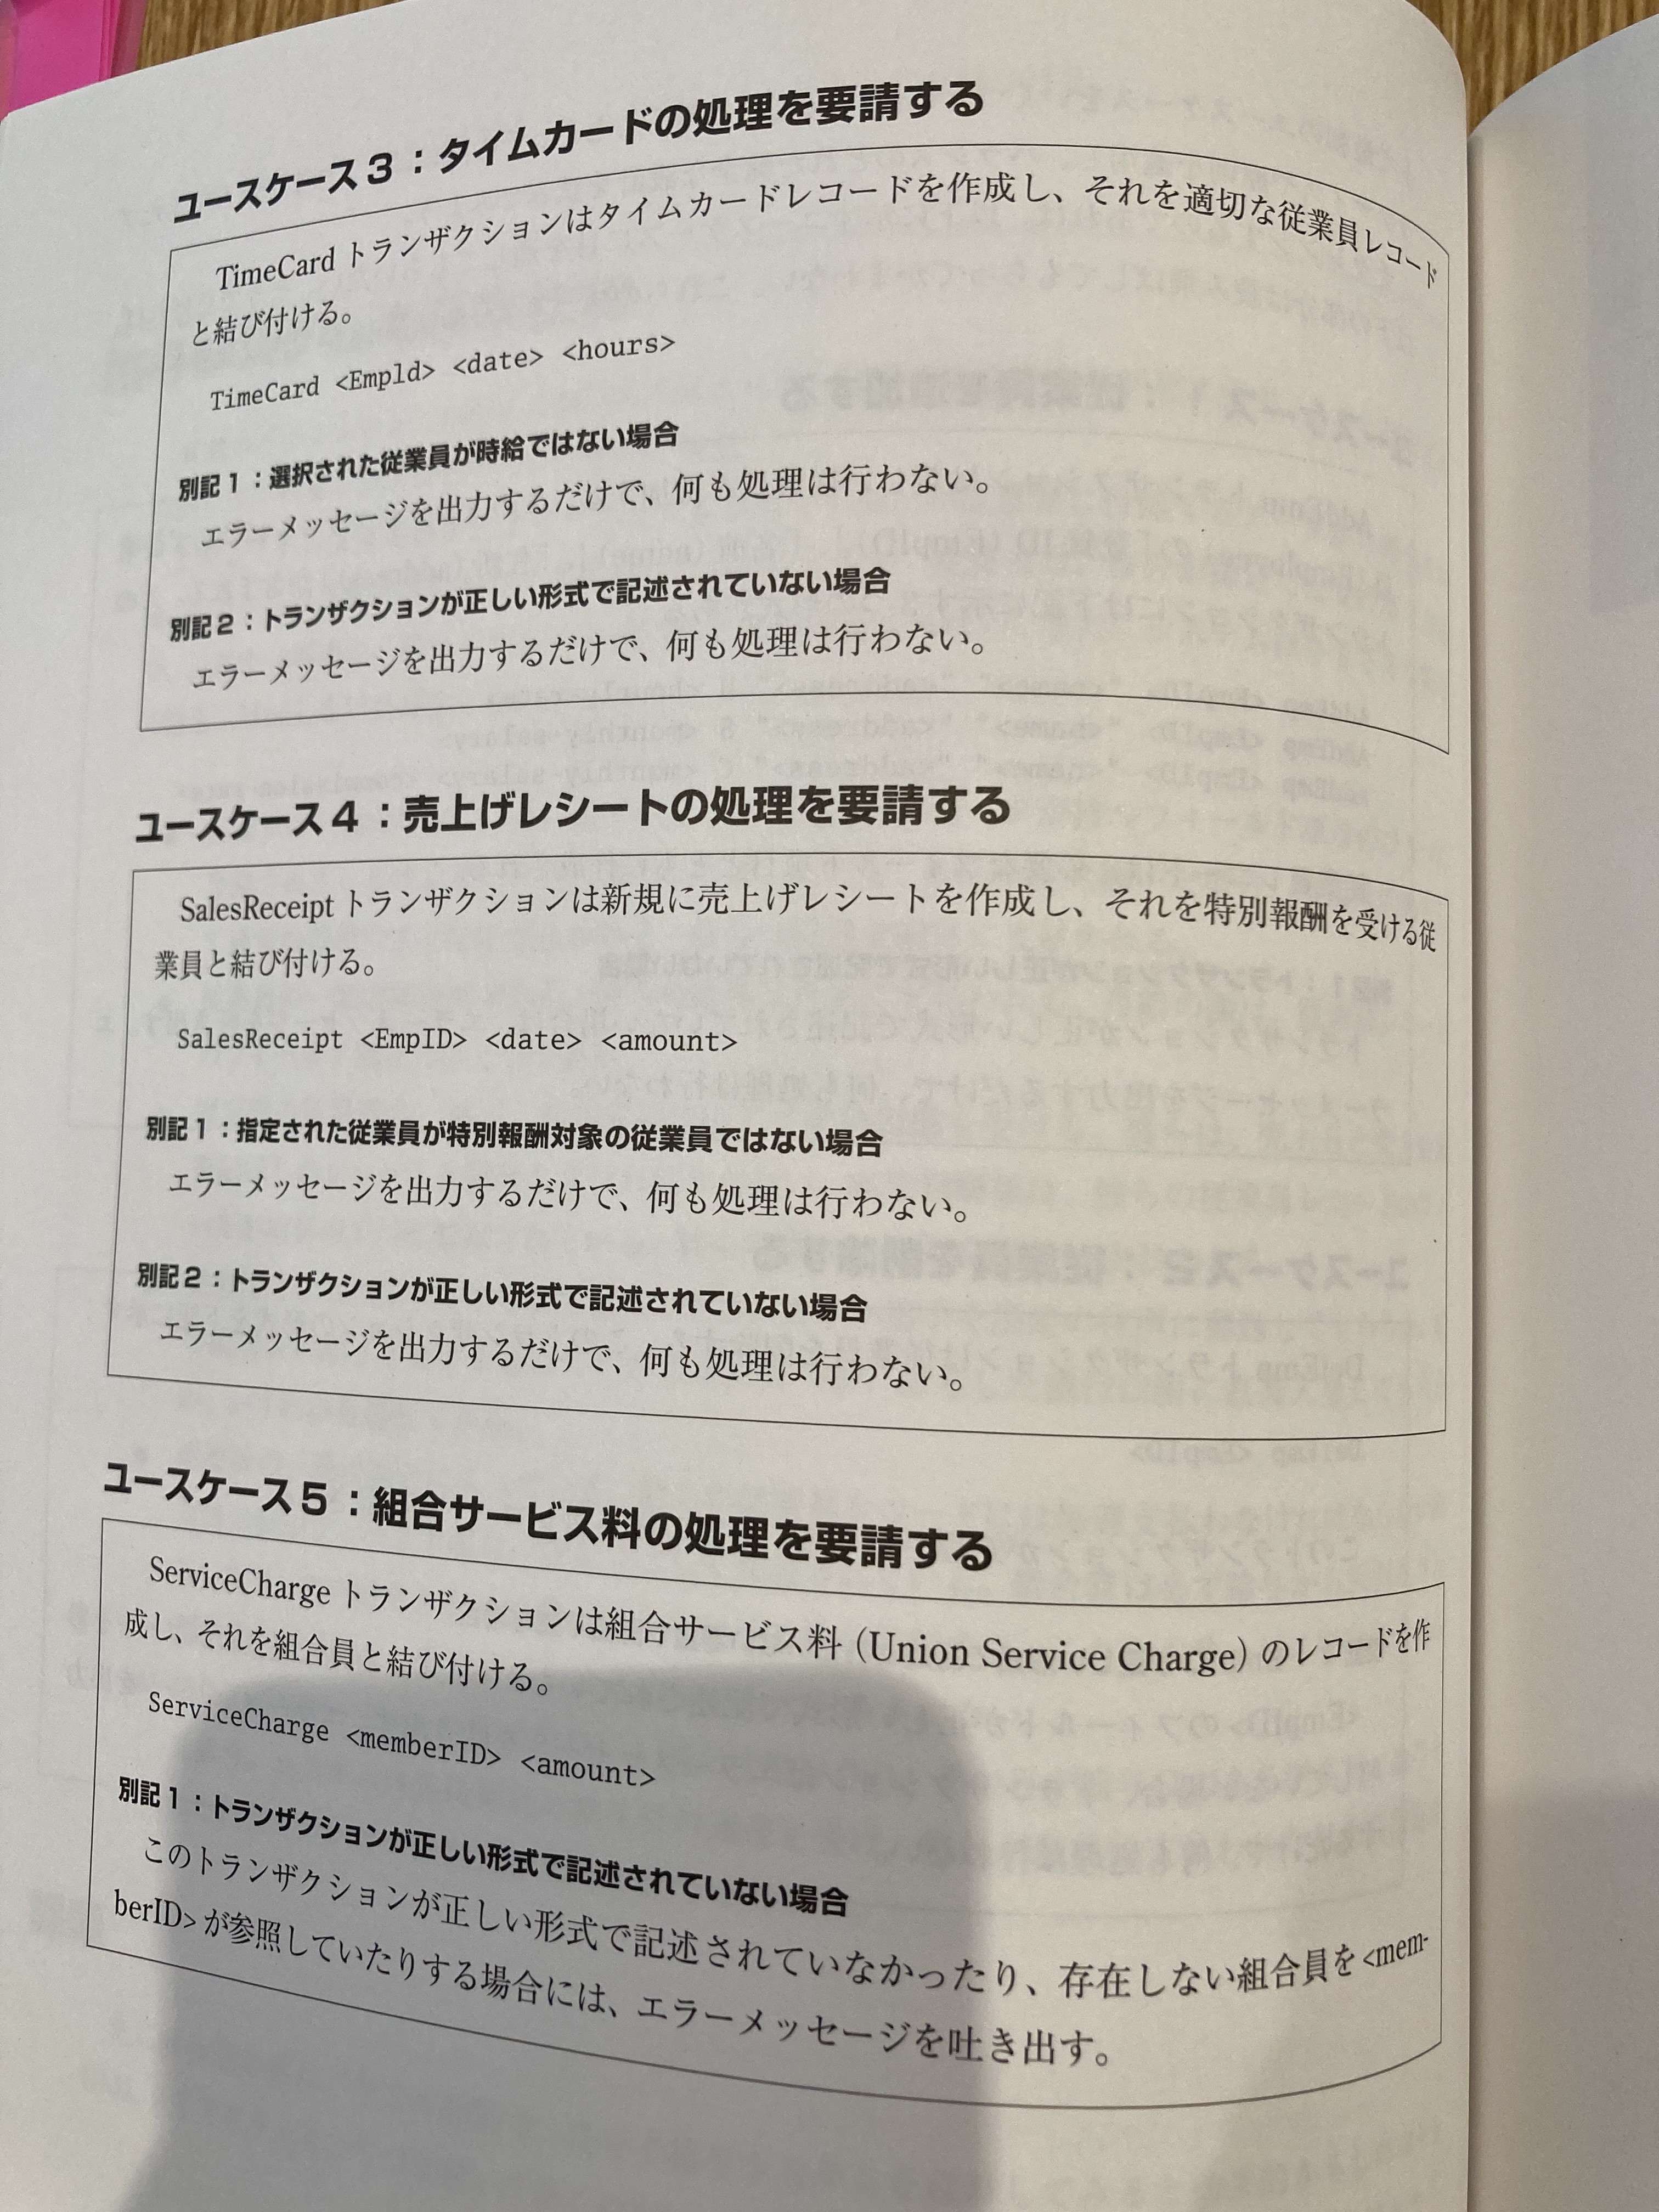 ユースケース3：タイムカードの処理を要請する
TimeCard トランザクションはタイムカードレコードを作成し、それを適切な従業員レコード
と結び付ける。
TimeCard <EmpId> <date> <hours>
別記1：選択された従業員が時給ではない場合
エラーメッセージを出力するだけで、何も処理は行わない。
別記2：トランザクションが正しい形式で記述されていない場合
エラーメッセージを出力するだけで、何も処理は行わない。
ユースケース4：売上げレシートの処理を要請する
SalesReceipt トランザクションは新規に売上げレシートを作成し、それを特別報酬を受ける従
業員と結び付ける。
SalesReceipt <EmpID> <date> <amount>
別記1：指定された従業員が特別報酬対象の従業員ではない場合
エラーメッセージを出力するだけで、何も処理は行わない。
別記2：トランザクションが正しい形式で記述されていない場合
エラーメッセージを出力するだけで、何も処理は行わない。
ユースケース5：組合サービス料の処理を要請する
ServiceCharge トランザクションは組合サービス料（Union Service Charge）のレコードを作
成し、それを組合員と結び付ける。
ServiceCharge <memberID> <amount>
別記1：トランザクションが正しい形式で記述されていない場合
このトランザクションが正しい形式で記述されていなかったり、存在しない組合員を<mem-
berID>が参照していたりする場合には、エラーメッセージを吐き出す。